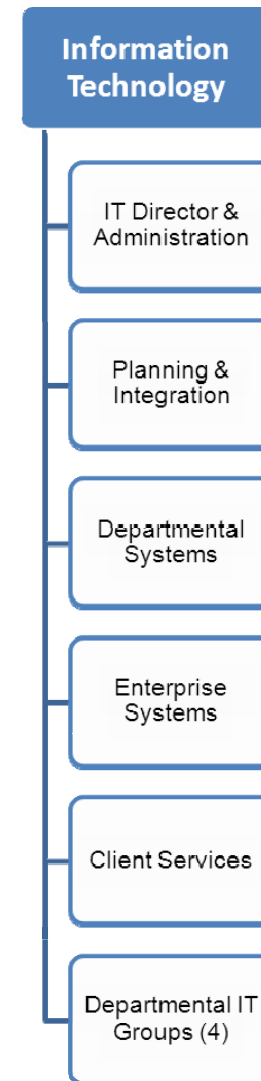 Information
Technology
IT Director &
Administration
Planning &
Integration
Departmental
Systems
Enterprise
Systems
Client Services
Departmental IT
Groups (4)